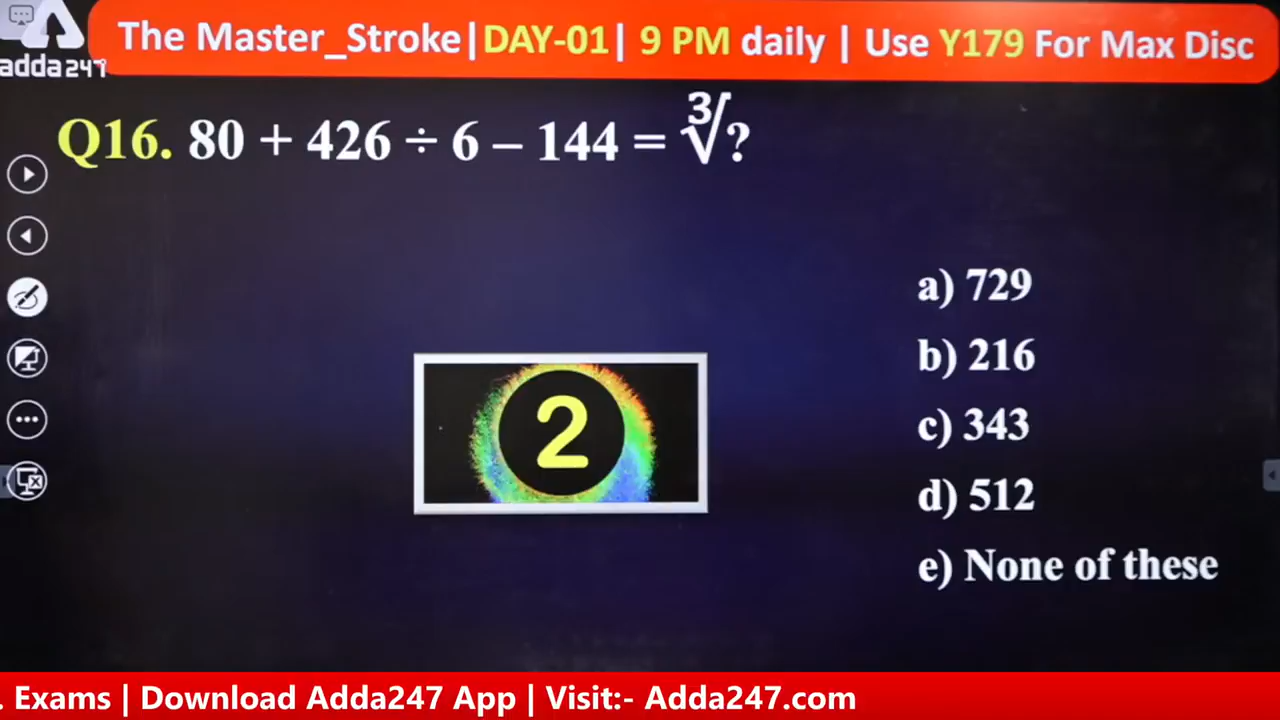 The Master_Stroke|DAY-01| 9 PM daily | Use Y179 For Max Disc
adda247
Q16. 80 + 426 ÷ 6 – 144 = ∛?
a) 729
b) 216
c) 343
d) 512
e) None of these
2
. Exams | Download Adda247 App | Visit:- Adda247.com